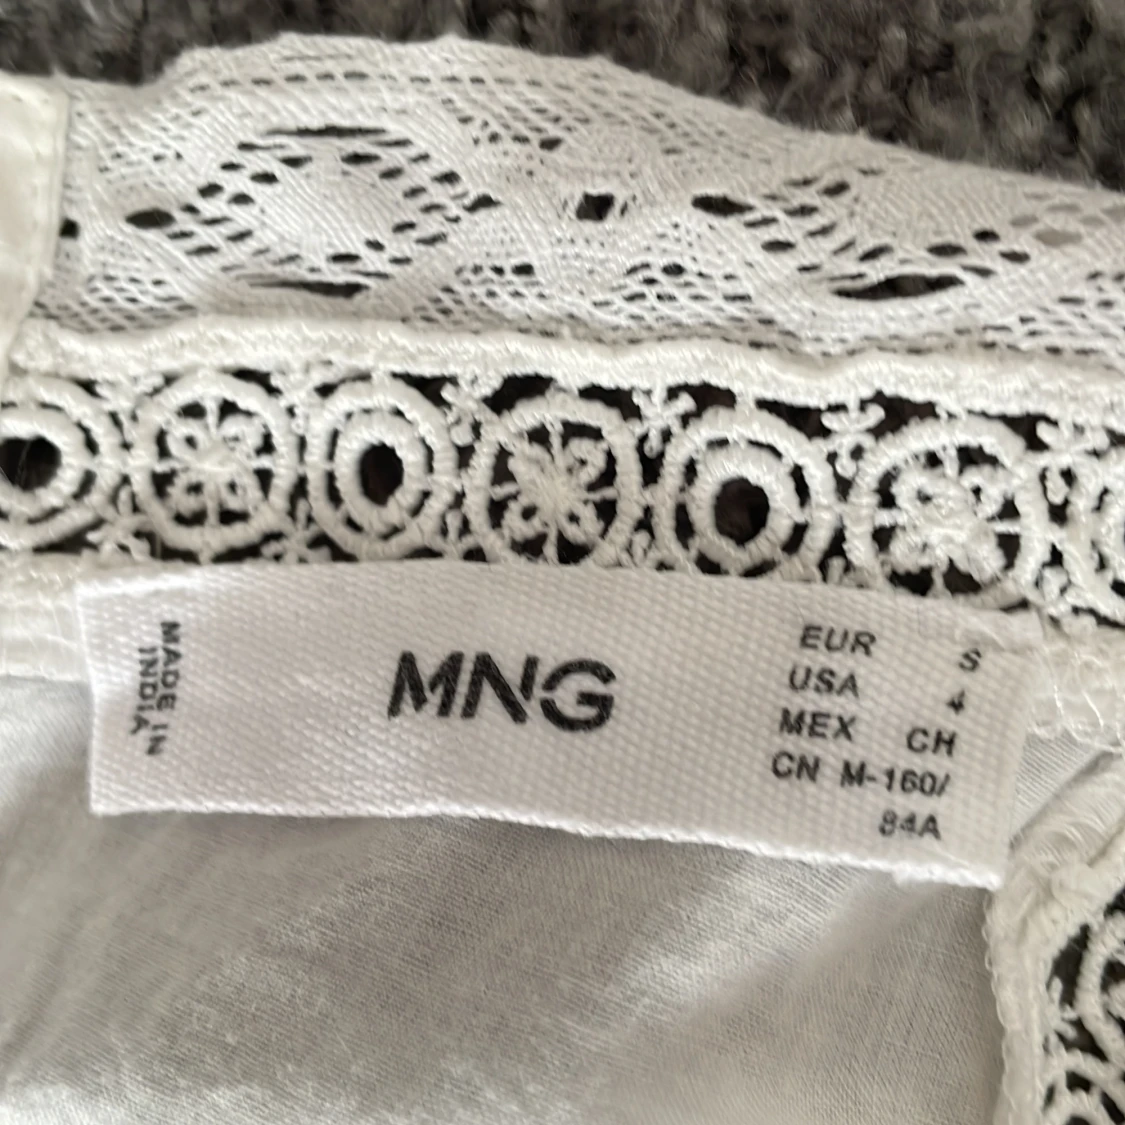 MADE IN
INDIA
MNG
EUR S
USA 4
MEX CH
CN M-160/
84A